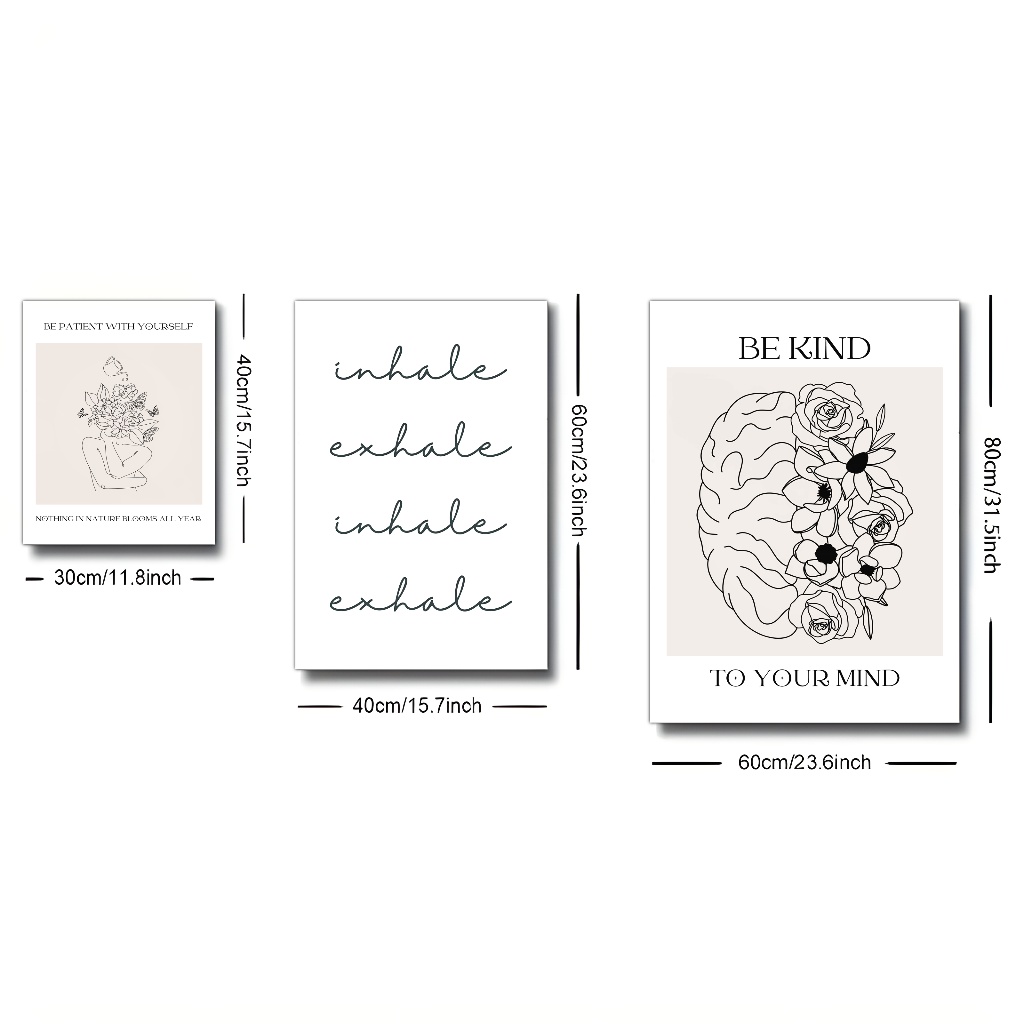 BE PATIENT WITH YOURSELF
NOTHING IN NATURE BLOOMS ALL YEAR
40cm/15.7inch
30cm/11.8inch
inhale
exhale
inhale
exhale
60cm/23.6inch
40cm/15.7inch
BE KIND
TO YOUR MIND
80cm/31.5inch
60cm/23.6inch